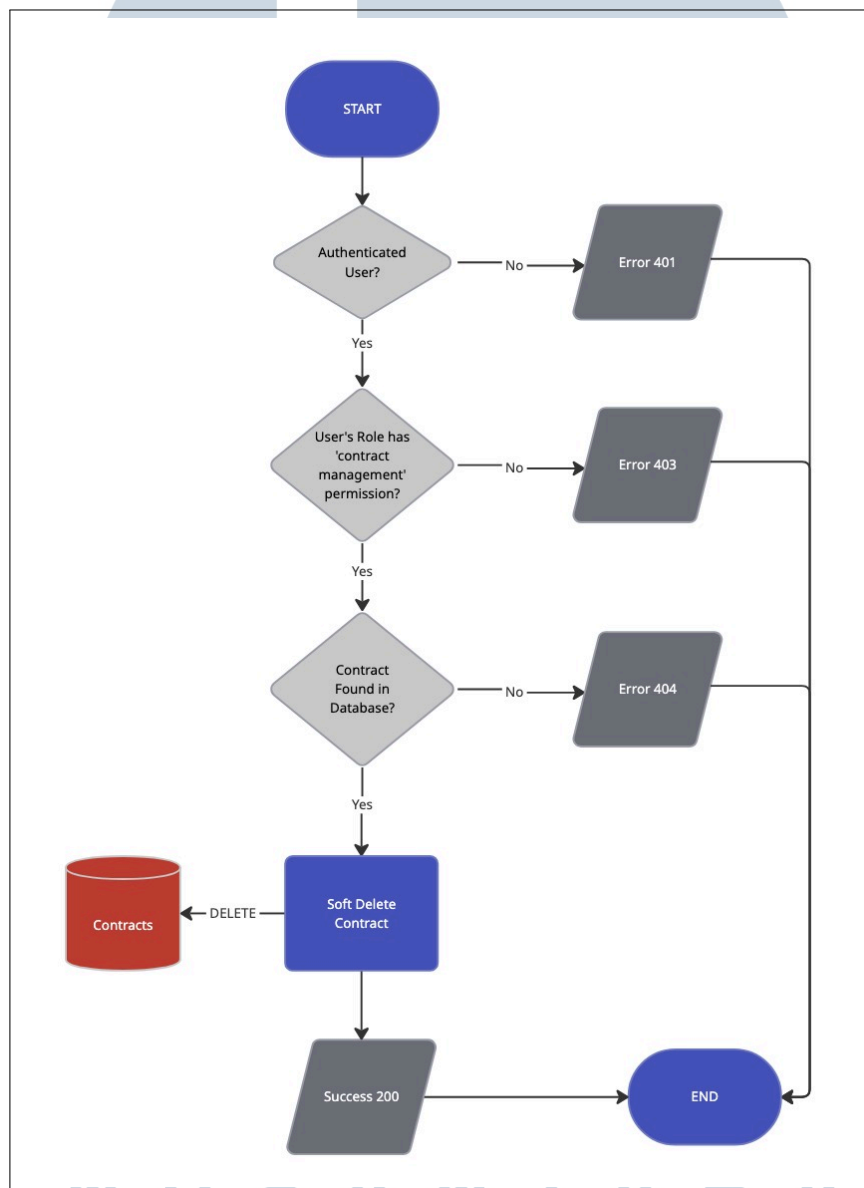 START
Authenticated
User?
No
Error 401
Yes
User's Role has
'contract
management'
permission?
No
Error 403
Yes
Contract
Found in
Database?
No
Error 404
Yes
Contracts
DELETE
Soft Delete
Contract
Success 200
END